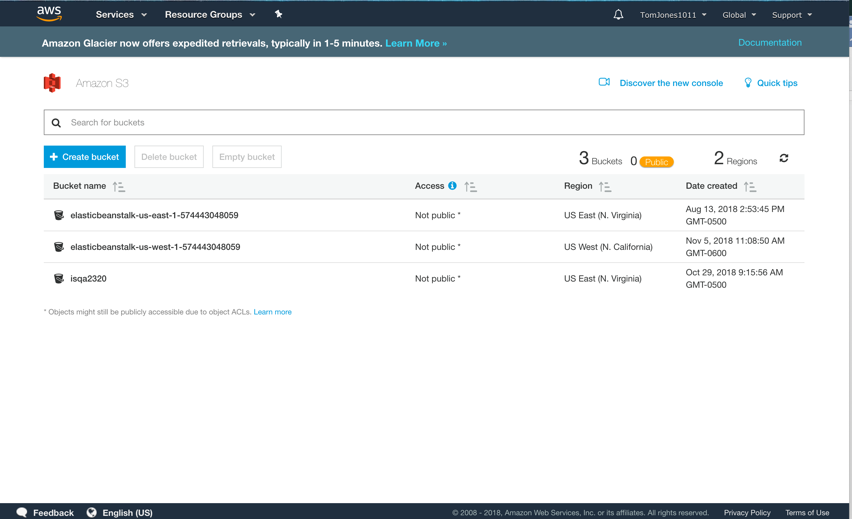 aws Services Resource Groups TomJones1011 Global Support
Amazon Glacier now offers expedited retrievals, typically in 1-5 minutes. Learn More » Documentation
Amazon S3 Discover the new console Quick tips
Search for buckets
+ Create bucket Delete bucket Empty bucket 3 Buckets 0 Public 2 Regions
Bucket name Access Region Date created
elasticbeanstalk-us-east-1-574443048059 Not public * US East (N. Virginia) Aug 13, 2018 2:53:45 PM
GMT-0500
elasticbeanstalk-us-west-1-574443048059 Not public * US West (N. California) Nov 5, 2018 11:08:50 AM
GMT-0600
isqa2320 Not public * US East (N. Virginia) Oct 29, 2018 9:15:56 AM
GMT-0500
* Objects might still be publicly accessible due to object ACLs. Learn more
Feedback English (US) © 2008 - 2018, Amazon Web Services, Inc. or its affiliates. All rights reserved. Privacy Policy Terms of Use